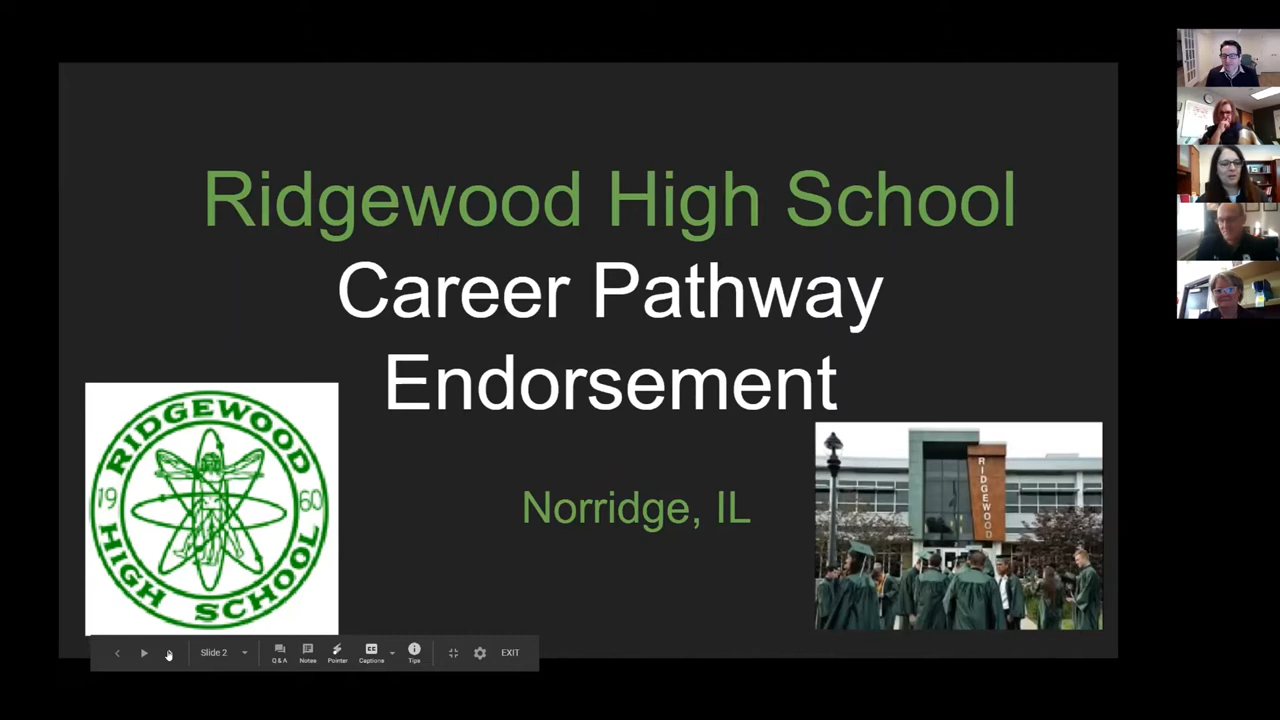 Ridgewood High School
Career Pathway
Endorsement
Norridge, IL
RIDGEWOOD
19 60
HIGH SCHOOL
RIDGEWOOD
Slide 2
Q & A
Notes
Pointer
Captions
Tips
EXIT